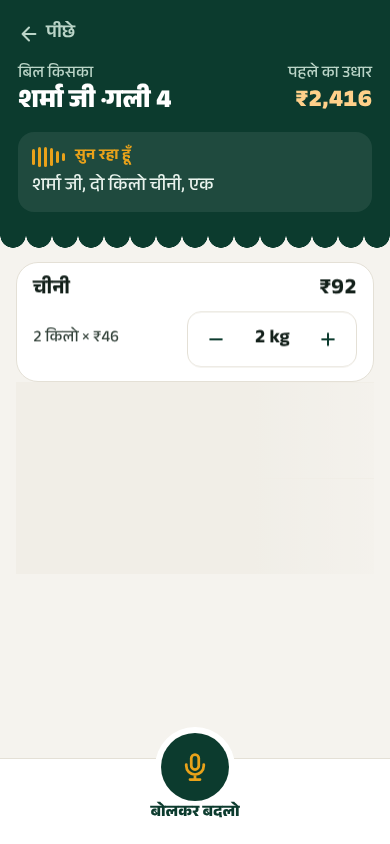 पीछे
बिल किसका
पहले का उधार
शर्मा जी ·गली 4
₹2,416
सुन रहा हूँ
शर्मा जी, दो किलो चीनी, एक
चीनी
₹92
2 किलो × ₹46
− 2 kg +
बोलकर बदलो